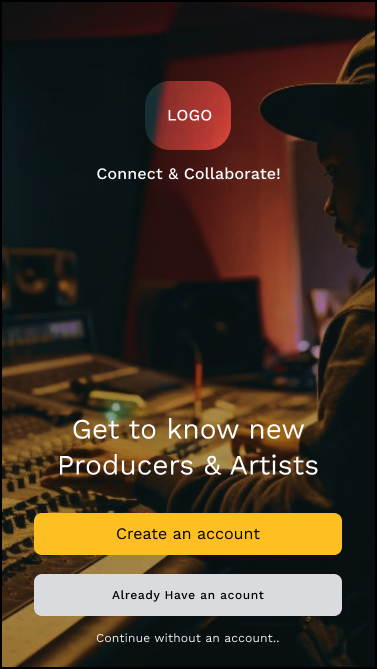 LOGO
Connect & Collaborate!
Get to know new
Producers & Artists
Create an account
Already Have an acount
Continue without an account..